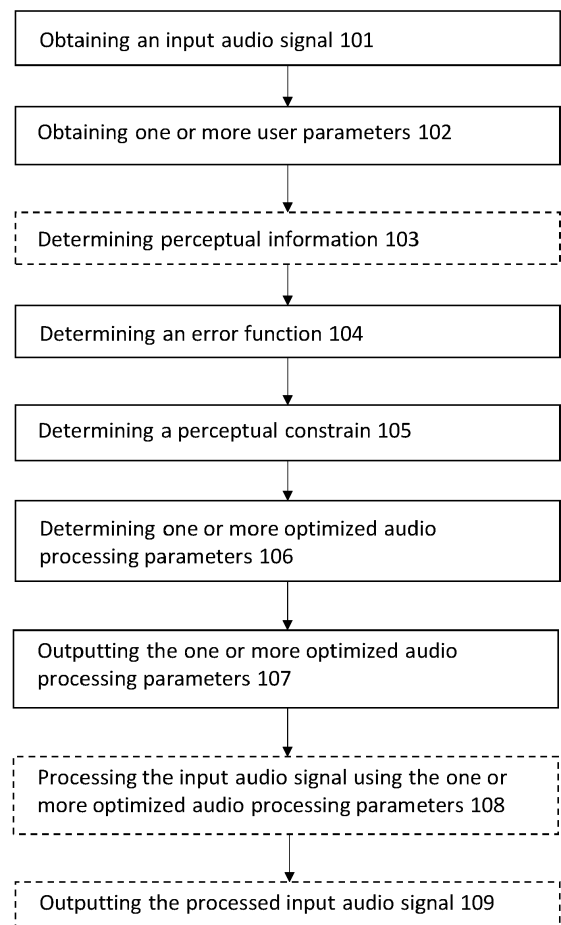 Obtaining an input audio signal 101
Obtaining one or more user parameters 102
Determining perceptual information 103
Determining an error function 104
Determining a perceptual constrain 105
Determining one or more optimized audio
processing parameters 106
Outputting the one or more optimized audio
processing parameters 107
Processing the input audio signal using the one or
more optimized audio processing parameters 108
Outputting the processed input audio signal 109